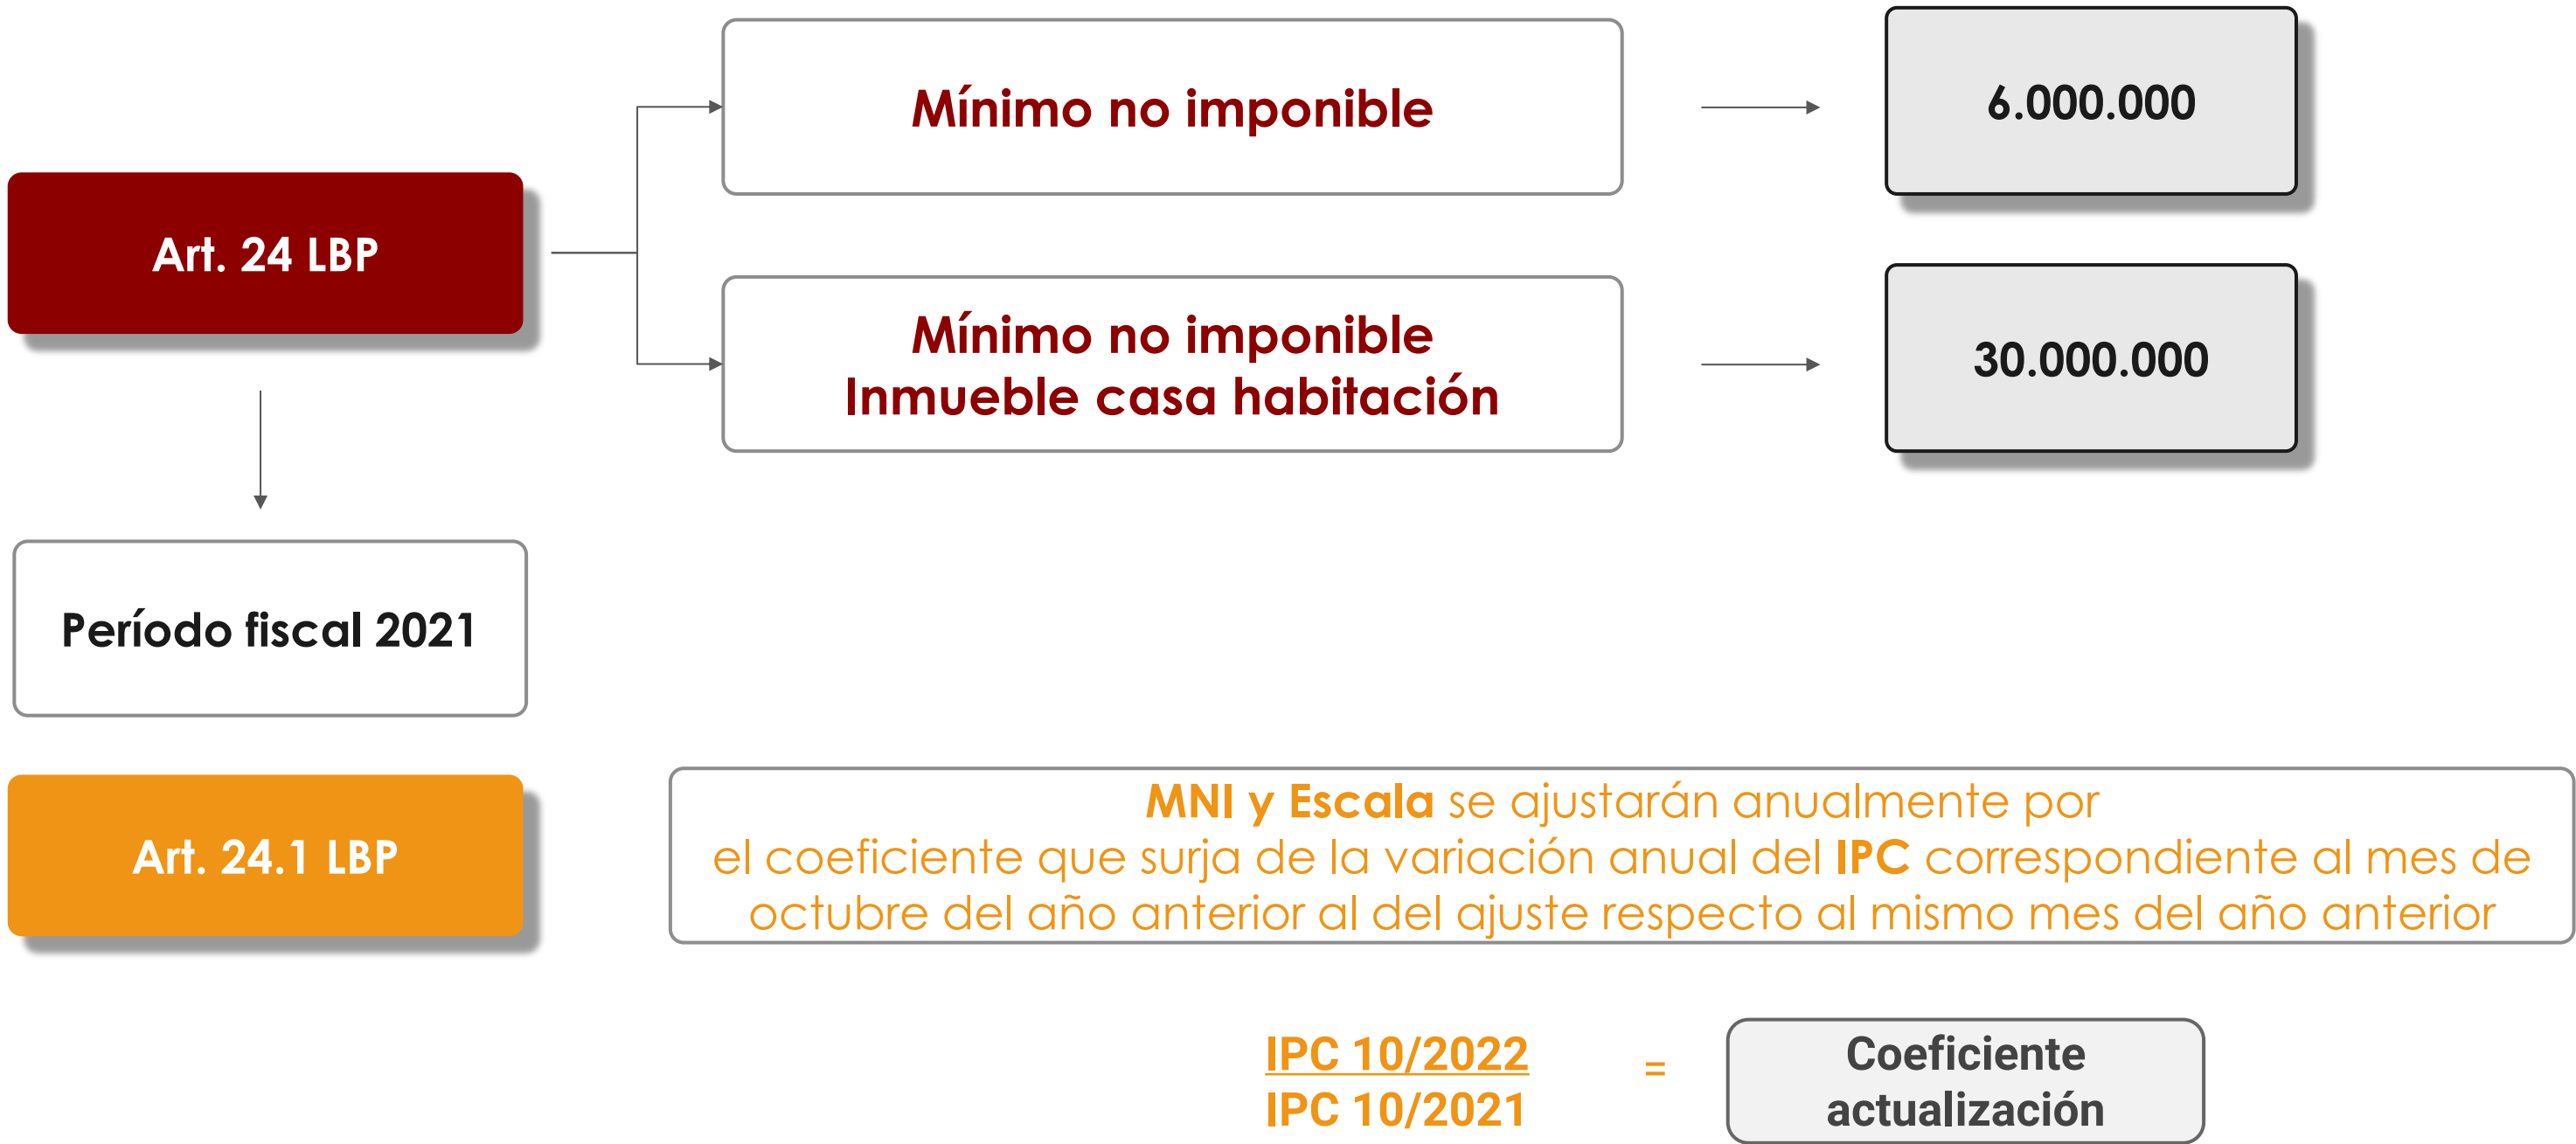 Mínimo no imponible
6.000.000
Art. 24 LBP
Mínimo no imponible
Inmueble casa habitación
30.000.000
Período fiscal 2021
Art. 24.1 LBP
MNI y Escala se ajustarán anualmente por
el coeficiente que surja de la variación anual del IPC correspondiente al mes de
octubre del año anterior al del ajuste respecto al mismo mes del año anterior
IPC 10/2022
IPC 10/2021
=
Coeficiente
actualización